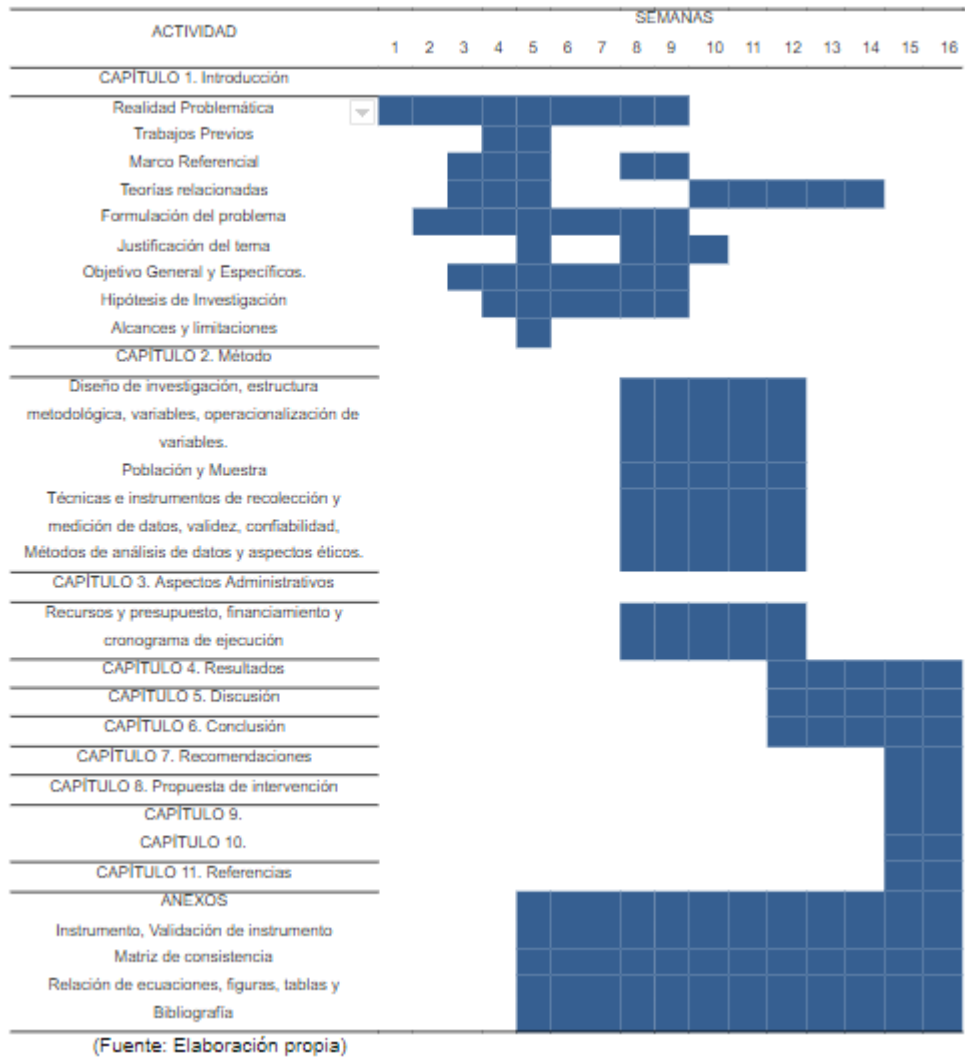 SEMANAS
ACTIVIDAD
1 2 3 4 5 6 7 8 9 10 11 12 13 14 15 16
CAPÍTULO 1. Introducción
Realidad Problemática
Trabajos Previos
Marco Referencial
Teorías relacionadas
Formulación del problema
Justificación del tema
Objetivo General y Específicos.
Hipótesis de Investigación
Alcances y limitaciones
CAPÍTULO 2. Método
Diseño de investigación, estructura
metodológica, variables, operacionalización de
variables.
Población y Muestra
Técnicas e instrumentos de recolección y
medición de datos, validez, confiabilidad,
Métodos de análisis de datos y aspectos éticos.
CAPÍTULO 3. Aspectos Administrativos
Recursos y presupuesto, financiamiento y
cronograma de ejecución
CAPÍTULO 4. Resultados
CAPÍTULO 5. Discusión
CAPÍTULO 6. Conclusión
CAPÍTULO 7. Recomendaciones
CAPÍTULO 8. Propuesta de intervención
CAPÍTULO 9.
CAPÍTULO 10.
CAPÍTULO 11. Referencias
ANEXOS
Instrumento, Validación de instrumento
Matriz de consistencia
Relación de ecuaciones, figuras, tablas y
Bibliografía
(Fuente: Elaboración propia)